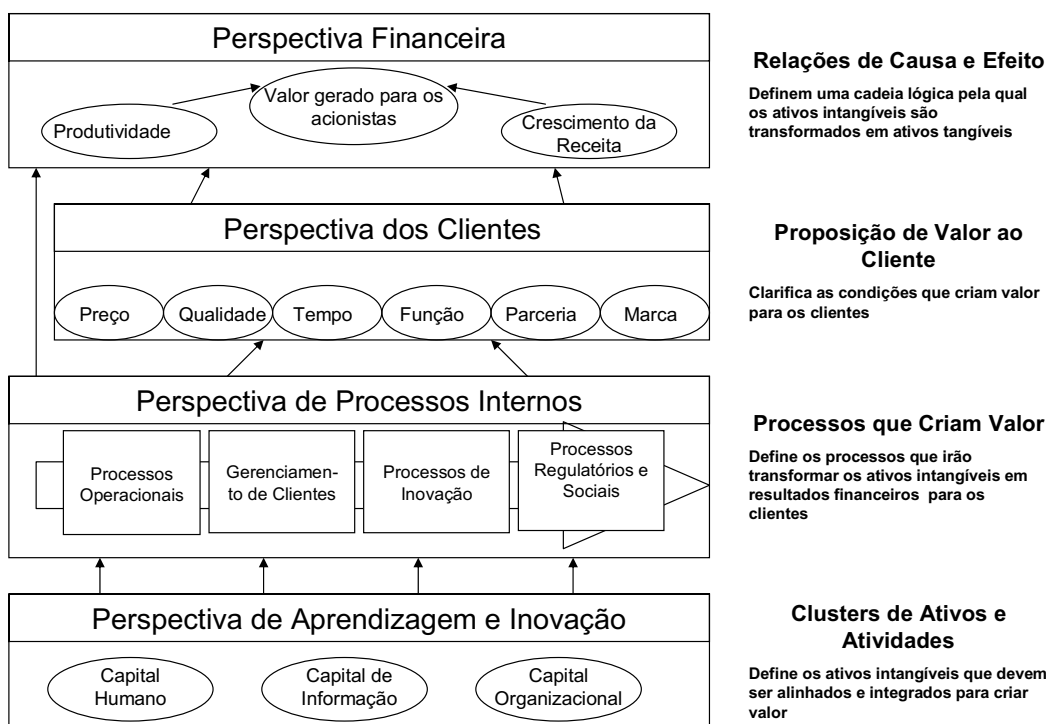 Perspectiva Financeira
Valor gerado para os
acionistas
Produtividade
Crescimento da
Receita
Relações de Causa e Efeito
Definem uma cadeia lógica pela qual
os ativos intangíveis são
transformados em ativos tangíveis
Perspectiva dos Clientes
Preço
Qualidade
Tempo
Função
Parceria
Marca
Proposição de Valor ao
Cliente
Clarifica as condições que criam valor
para os clientes
Perspectiva de Processos Internos
Processos
Operacionais
Gerenciamen-
to de Clientes
Processos de
Inovação
Processos
Regulatórios e
Sociais
Processos que Criam Valor
Define os processos que irão
transformar os ativos intangíveis em
resultados financeiros para os
clientes
Perspectiva de Aprendizagem e Inovação
Capital
Humano
Capital de
Informação
Capital
Organizacional
Clusters de Ativos e
Atividades
Define os ativos intangíveis que devem
ser alinhados e integrados para criar
valor